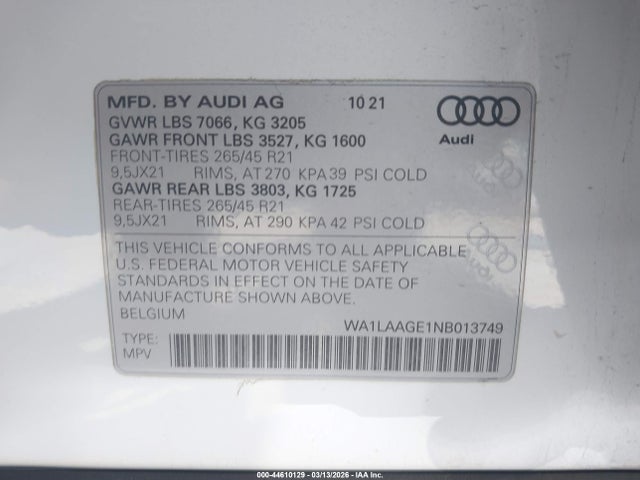 MFD. BY AUDI AG 10 21
GVWR LBS 7066, KG 3205
GAWR FRONT LBS 3527, KG 1600
FRONT-TIRES 265/45 R21
9,5JX21 RIMS, AT 270 KPA 39 PSI COLD
GAWR REAR LBS 3803, KG 1725
REAR-TIRES 265/45 R21
9,5JX21 RIMS, AT 290 KPA 42 PSI COLD
Audi
Audi
THIS VEHICLE CONFORMS TO ALL APPLICABLE
U.S. FEDERAL MOTOR VEHICLE SAFETY
STANDARDS IN EFFECT ON THE DATE OF
MANUFACTURE SHOWN ABOVE.
BELGIUM
WA1LAAGE1NB013749
TYPE:
MPV
000-44610129 | 03/13/2026 | IAA Inc.